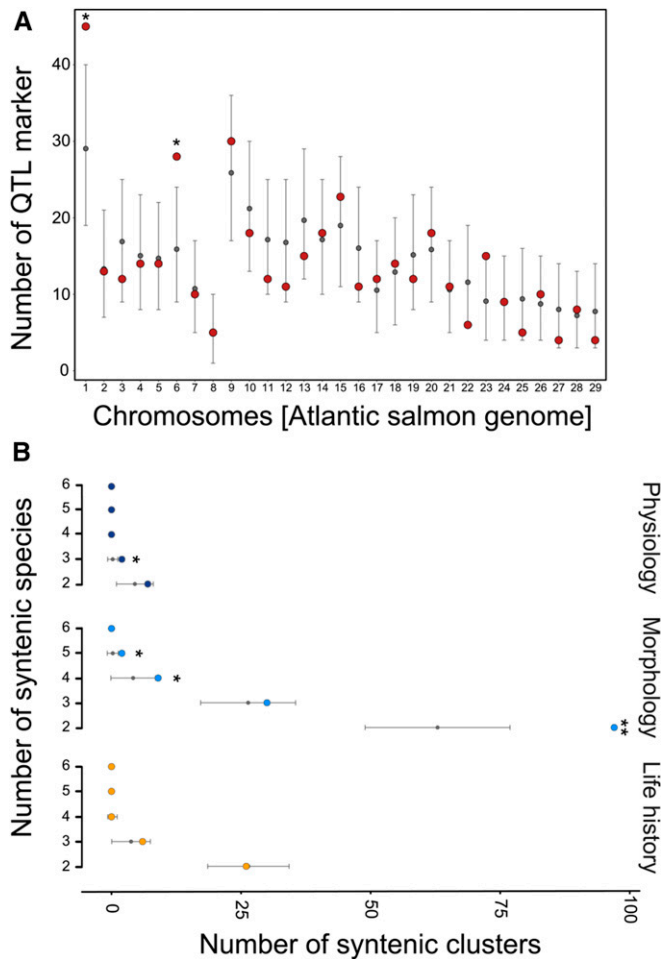 A
Number of QTL marker
40
30
20
10
0
*
*
1 2 3 4 5 6 7 8 9 10 11 12 13 14 15 16 17 18 19 20 21 22 23 24 25 26 27 28 29
Chromosomes [Atlantic salmon genome]
B
Number of syntenic species
6
5
4
3 *
2
Physiology
6
5 *
4 *
3
2 **
Morphology
6
5
4
3
2
Life history
0 25 50 75 100
Number of syntenic clusters